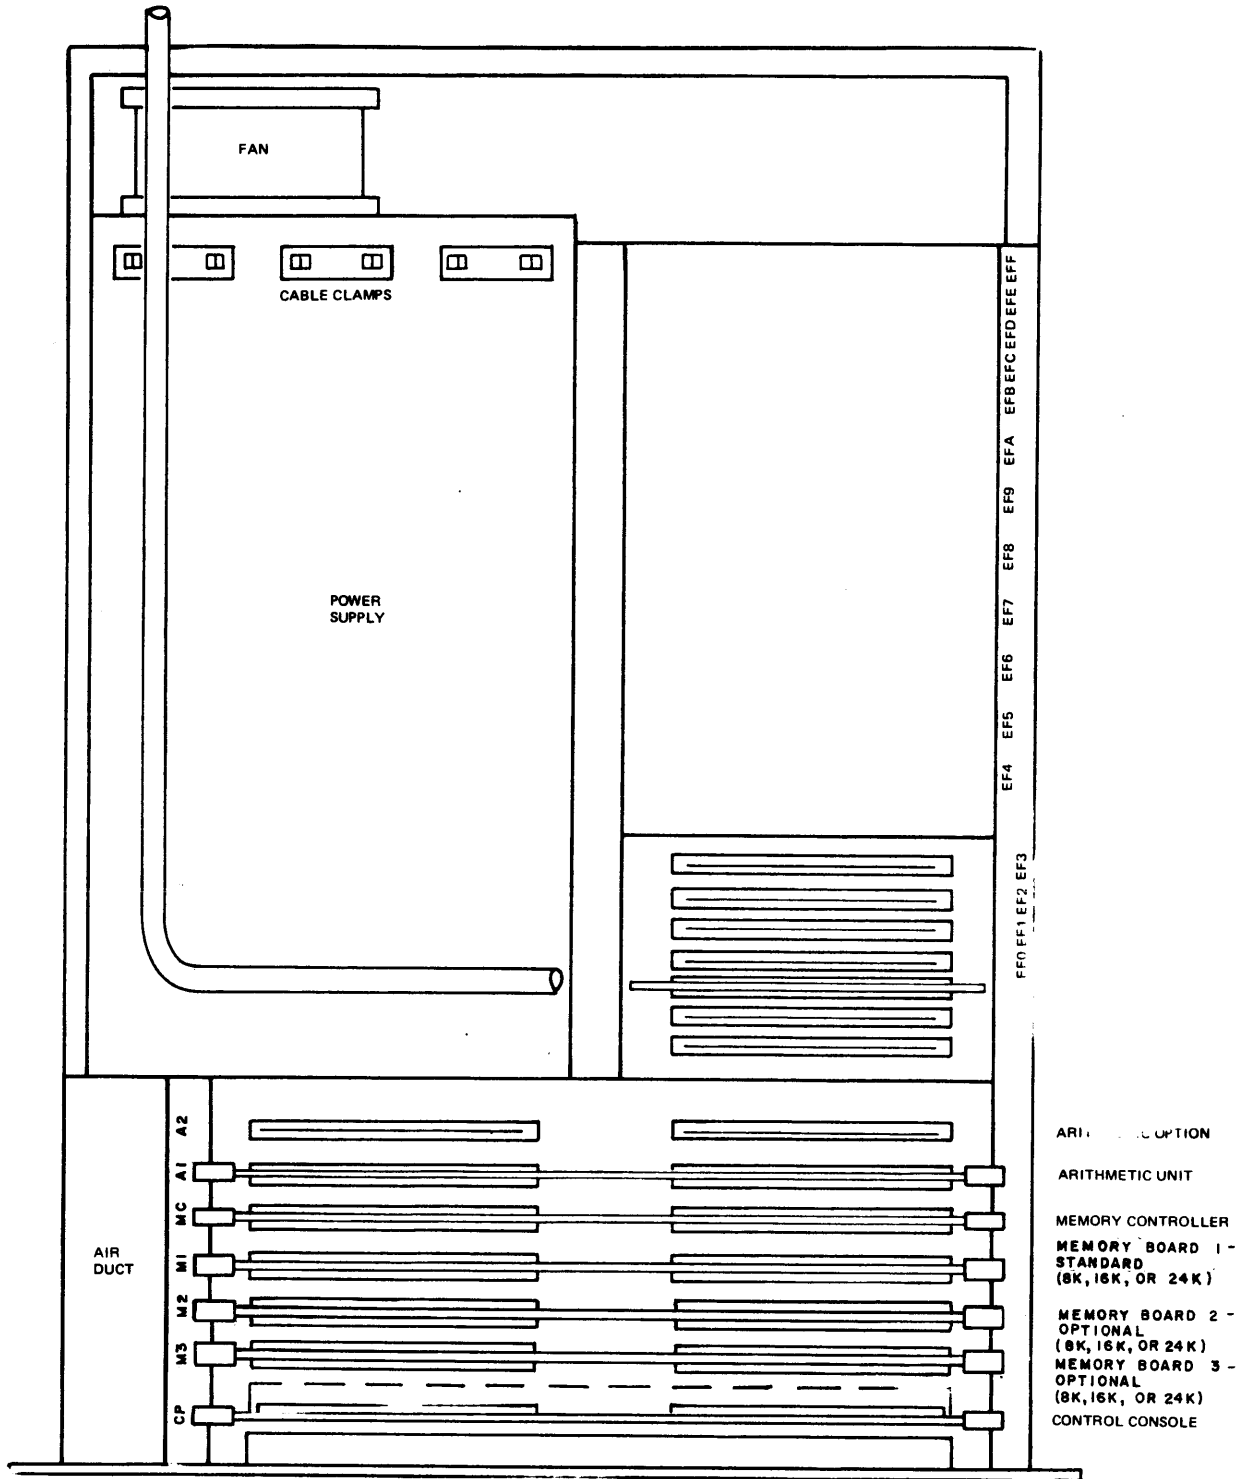 FAN
CABLE CLAMPS
POWER
SUPPLY
EFF
EFE
EFD
EFC
EFB
EFA
EF9
EF8
EF7
EF6
EF5
EF4
EF3
EF2
EF1
EF0
AIR
DUCT
A2
A1
MC
M1
M2
M3
CP
OPTION
ARITHMETIC UNIT
MEMORY CONTROLLER
MEMORY BOARD 1 -
STANDARD
(8K, 16K, OR 24K)
MEMORY BOARD 2 -
OPTIONAL
(8K, 16K, OR 24K)
MEMORY BOARD 3 -
OPTIONAL
(8K, 16K, OR 24K)
CONTROL CONSOLE